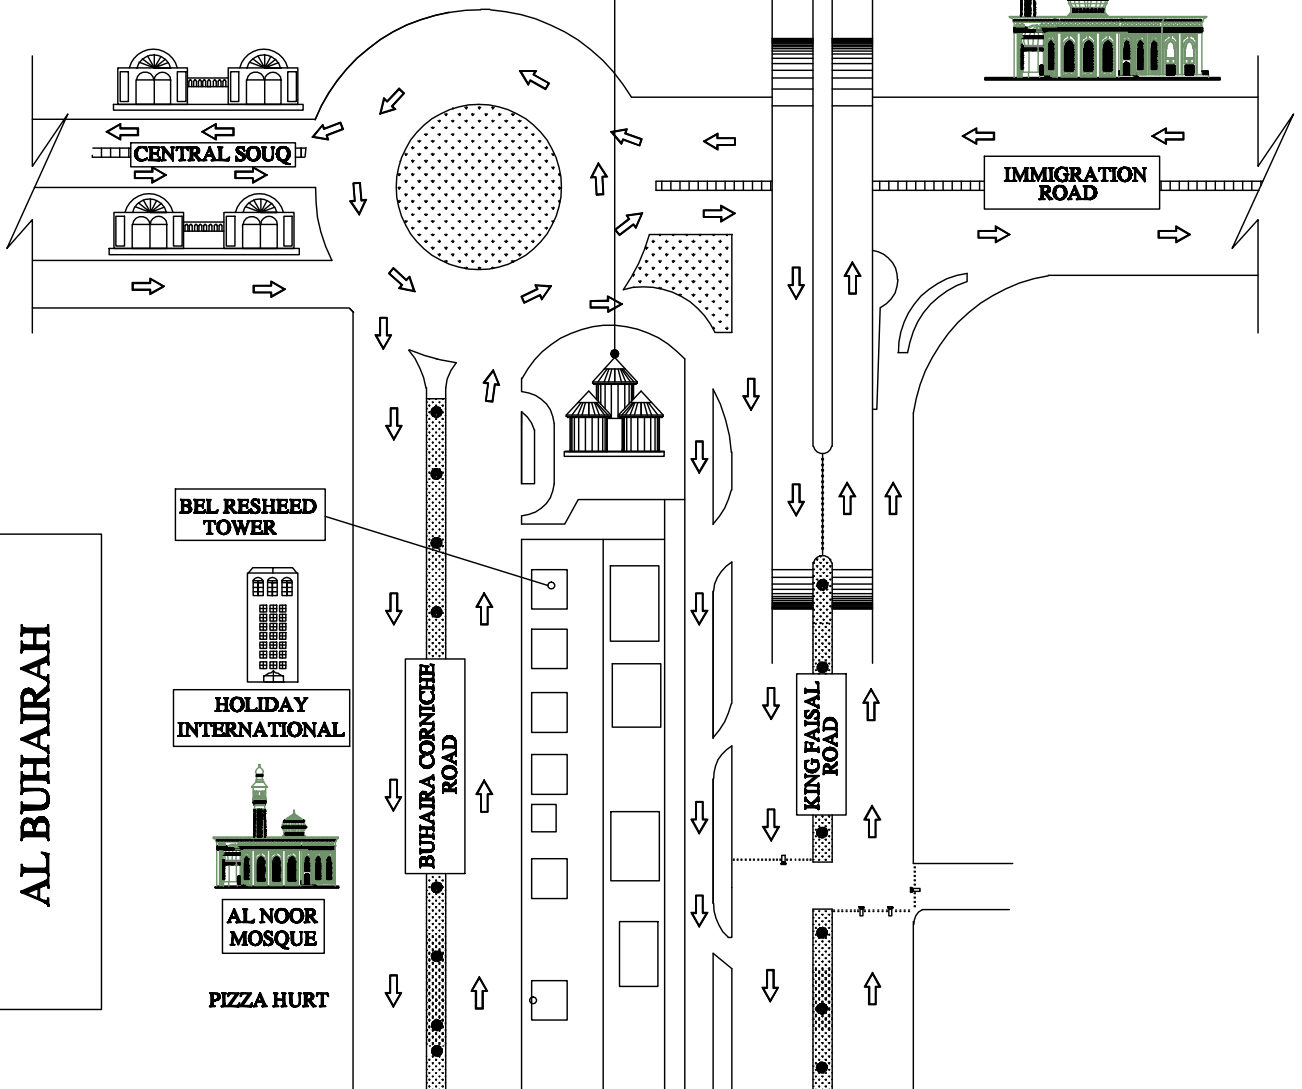 CENTRAL SOUQ
IMMIGRATION
ROAD
BEL RESHEED
TOWER
HOLIDAY
INTERNATIONAL
AL BUHAIRAH
BUHAIRA CORNICHE
ROAD
KING FAISAL
ROAD
AL NOOR
MOSQUE
PIZZA HURT